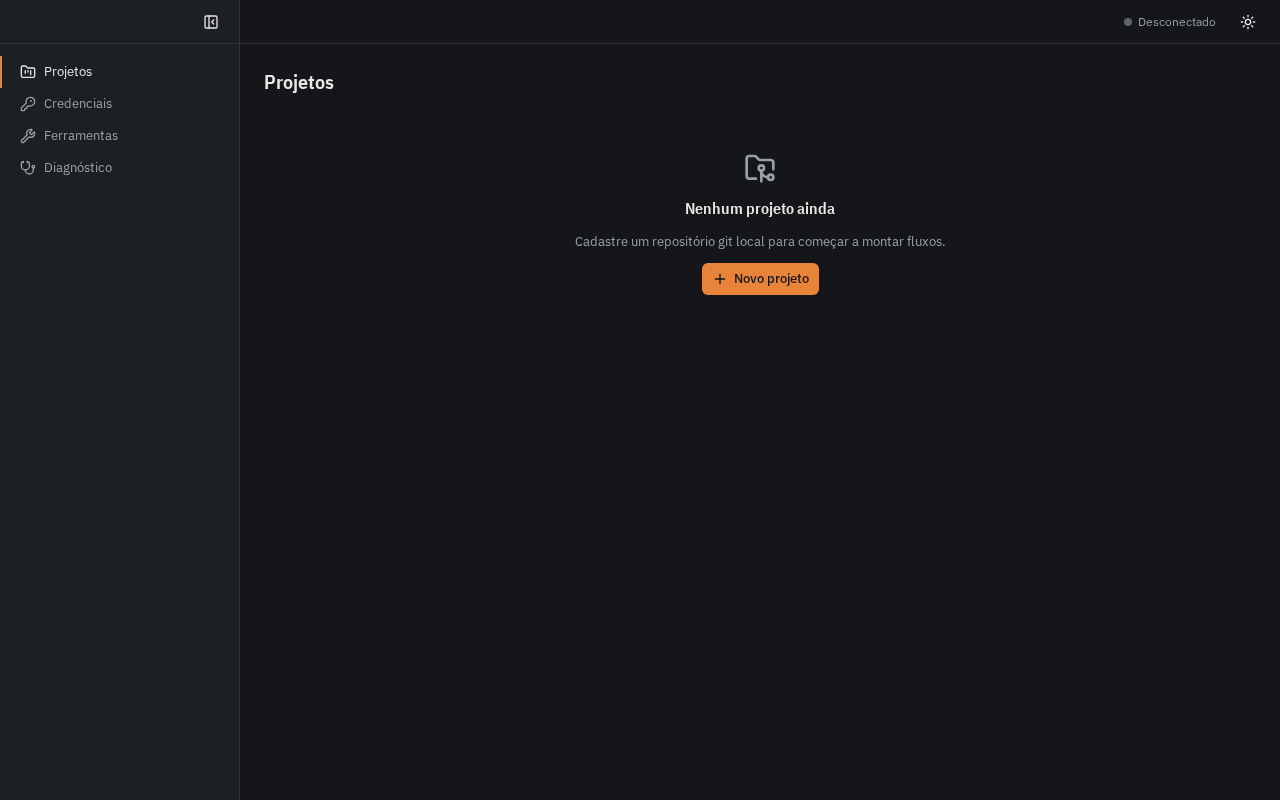 Desconectado
Projetos
Credenciais
Ferramentas
Diagnóstico
Projetos
Nenhum projeto ainda
Cadastre um repositório git local para começar a montar fluxos.
Novo projeto